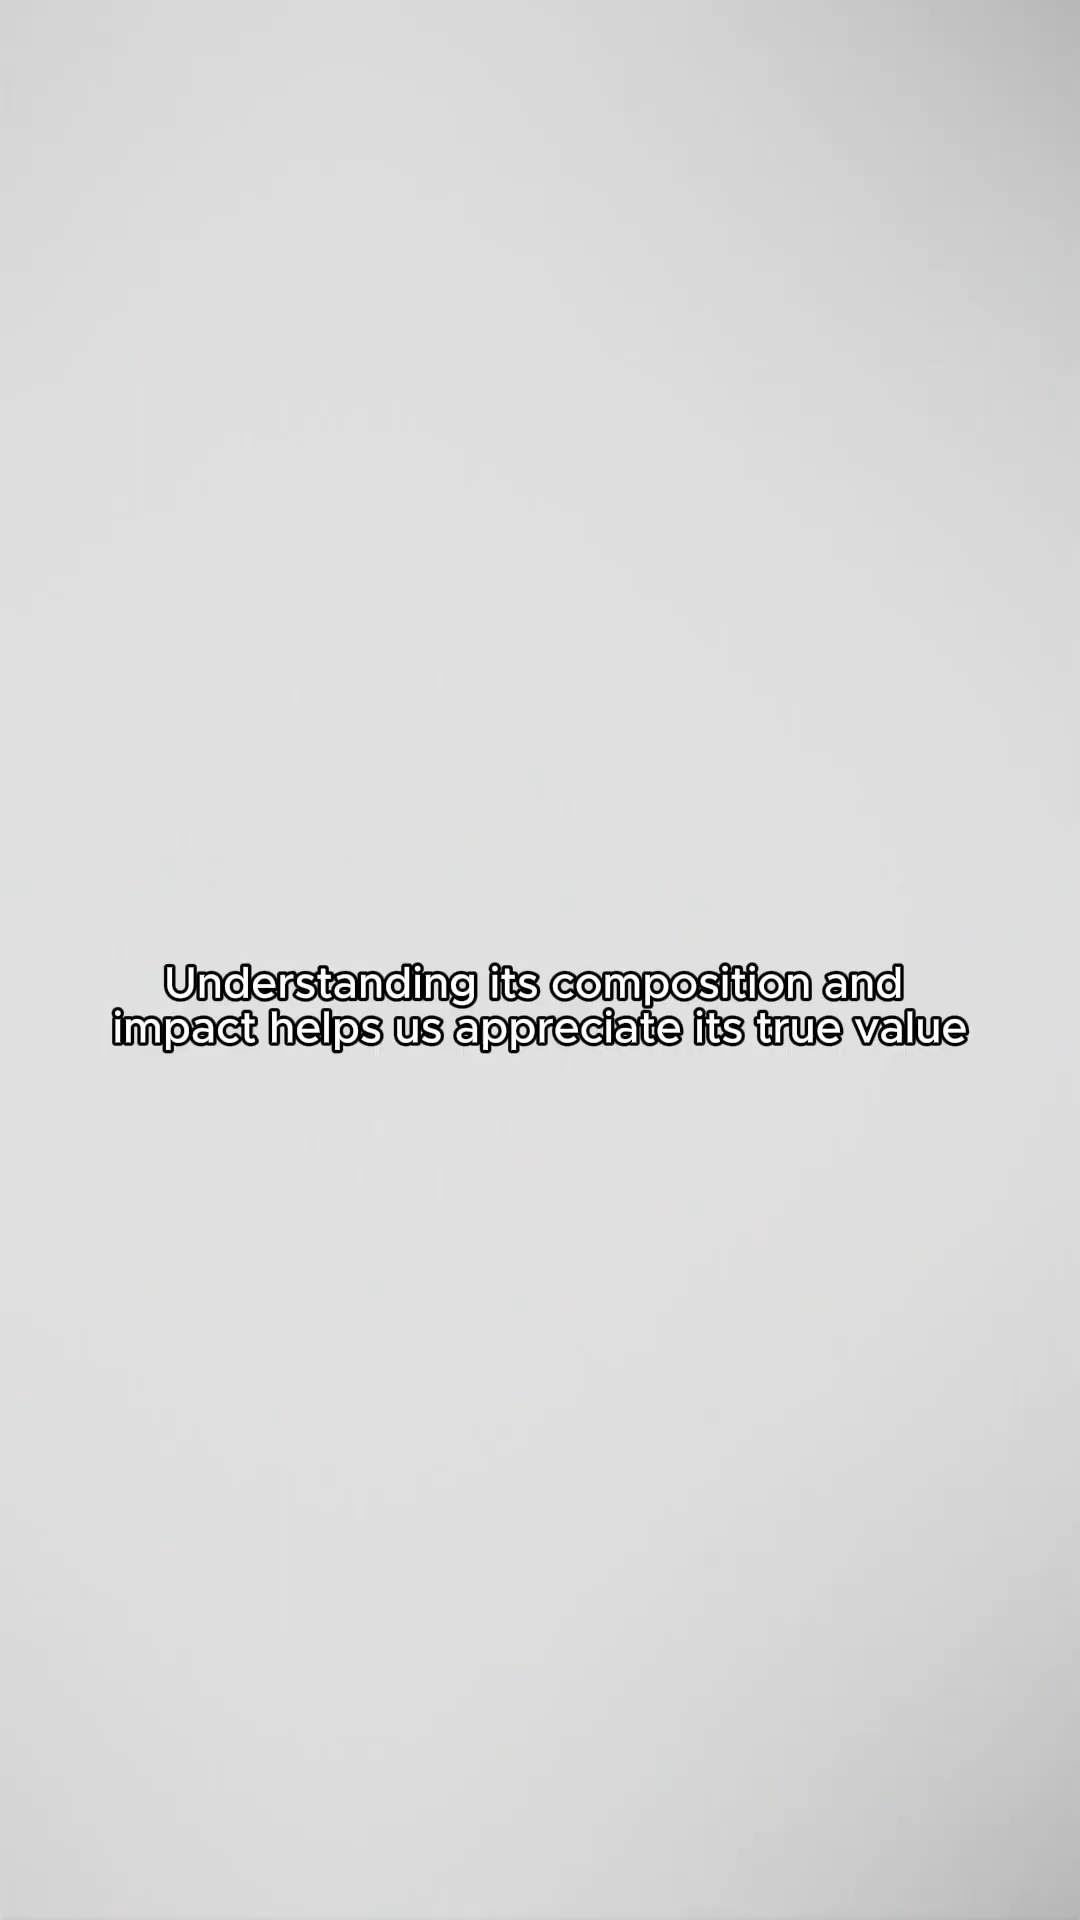 Understanding its composition and
impact helps us appreciate its true value